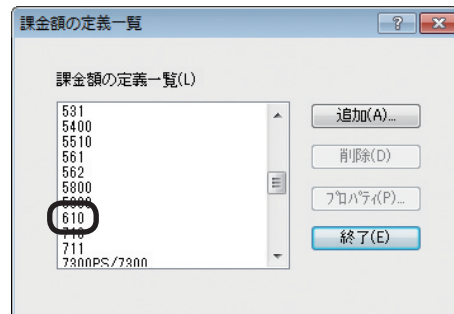 課金額の定義一覧
課金額の定義一覧(L)
531
5400
5510
561
562
5800
610
711
7300PS/7300
追加(A)...
削除(D)
ﾌﾟﾛﾊﾟﾃｨ(P)...
終了(E)